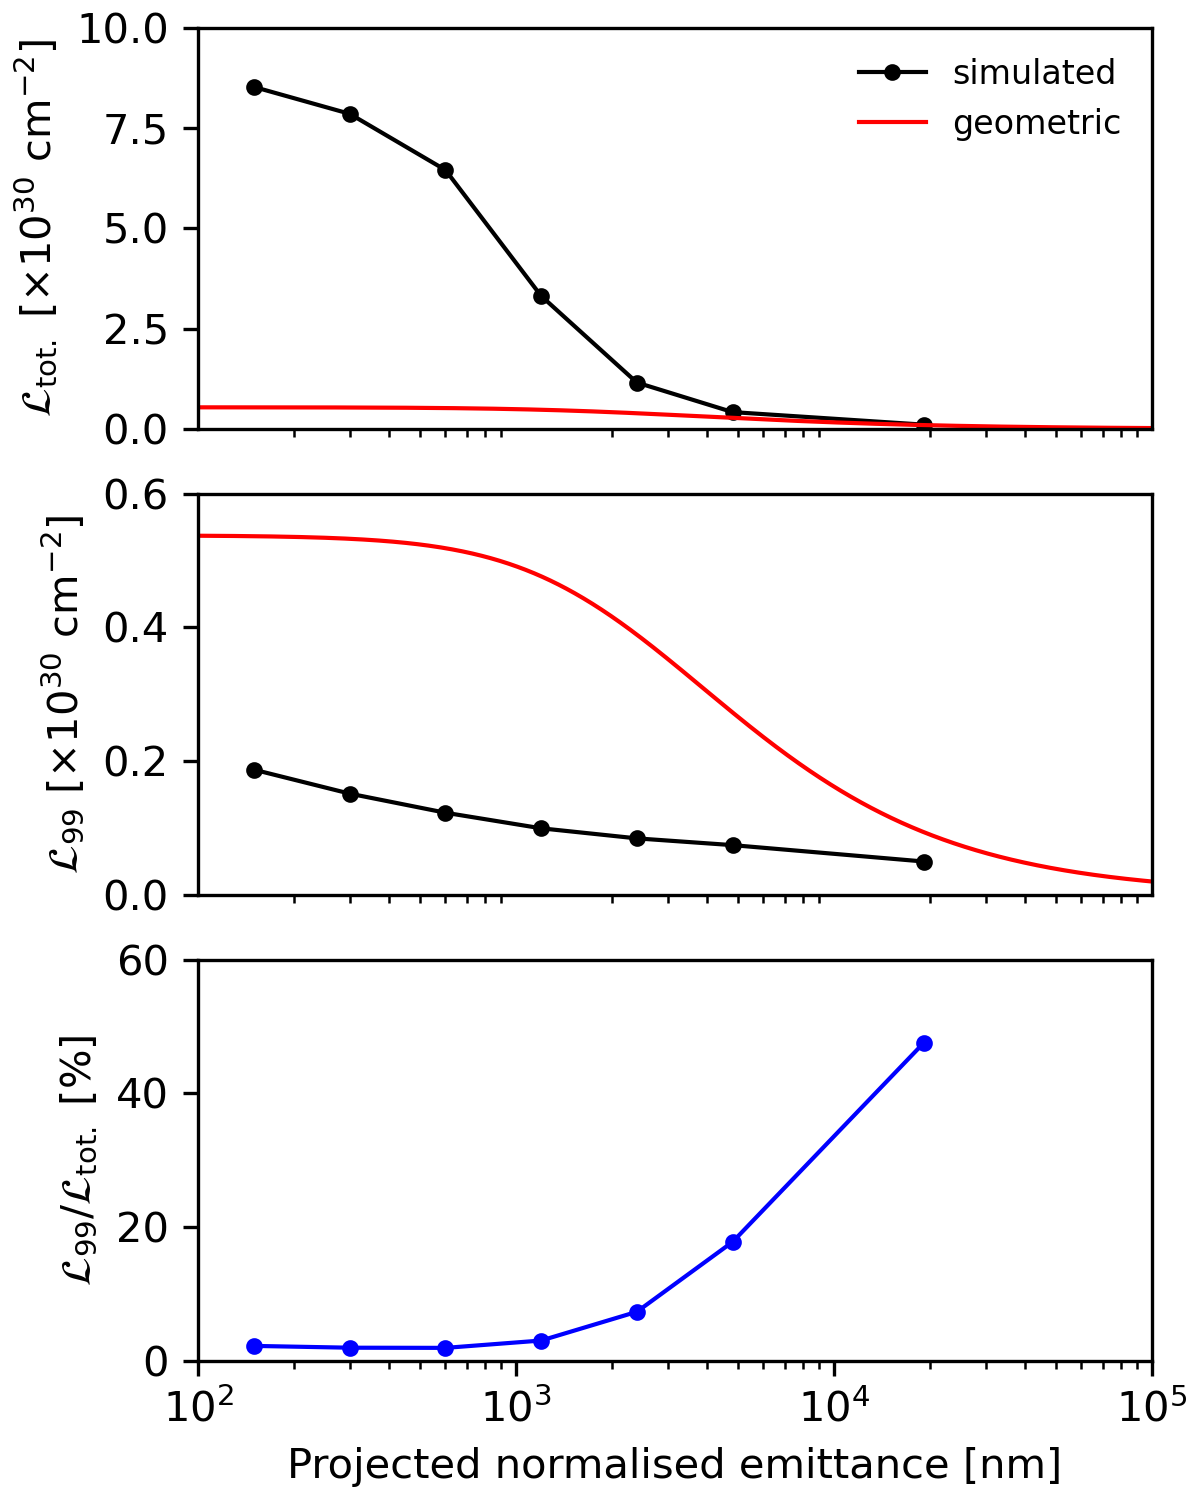 10.0
7.5
5.0
2.5
0.0
ℒtot. [×10³⁰ cm⁻²]
simulated
geometric
0.6
0.4
0.2
0.0
ℒ₉₉ [×10³⁰ cm⁻²]
60
40
20
0
ℒ₉₉/ℒtot. [%]
10² 10³ 10⁴ 10⁵
Projected normalised emittance [nm]